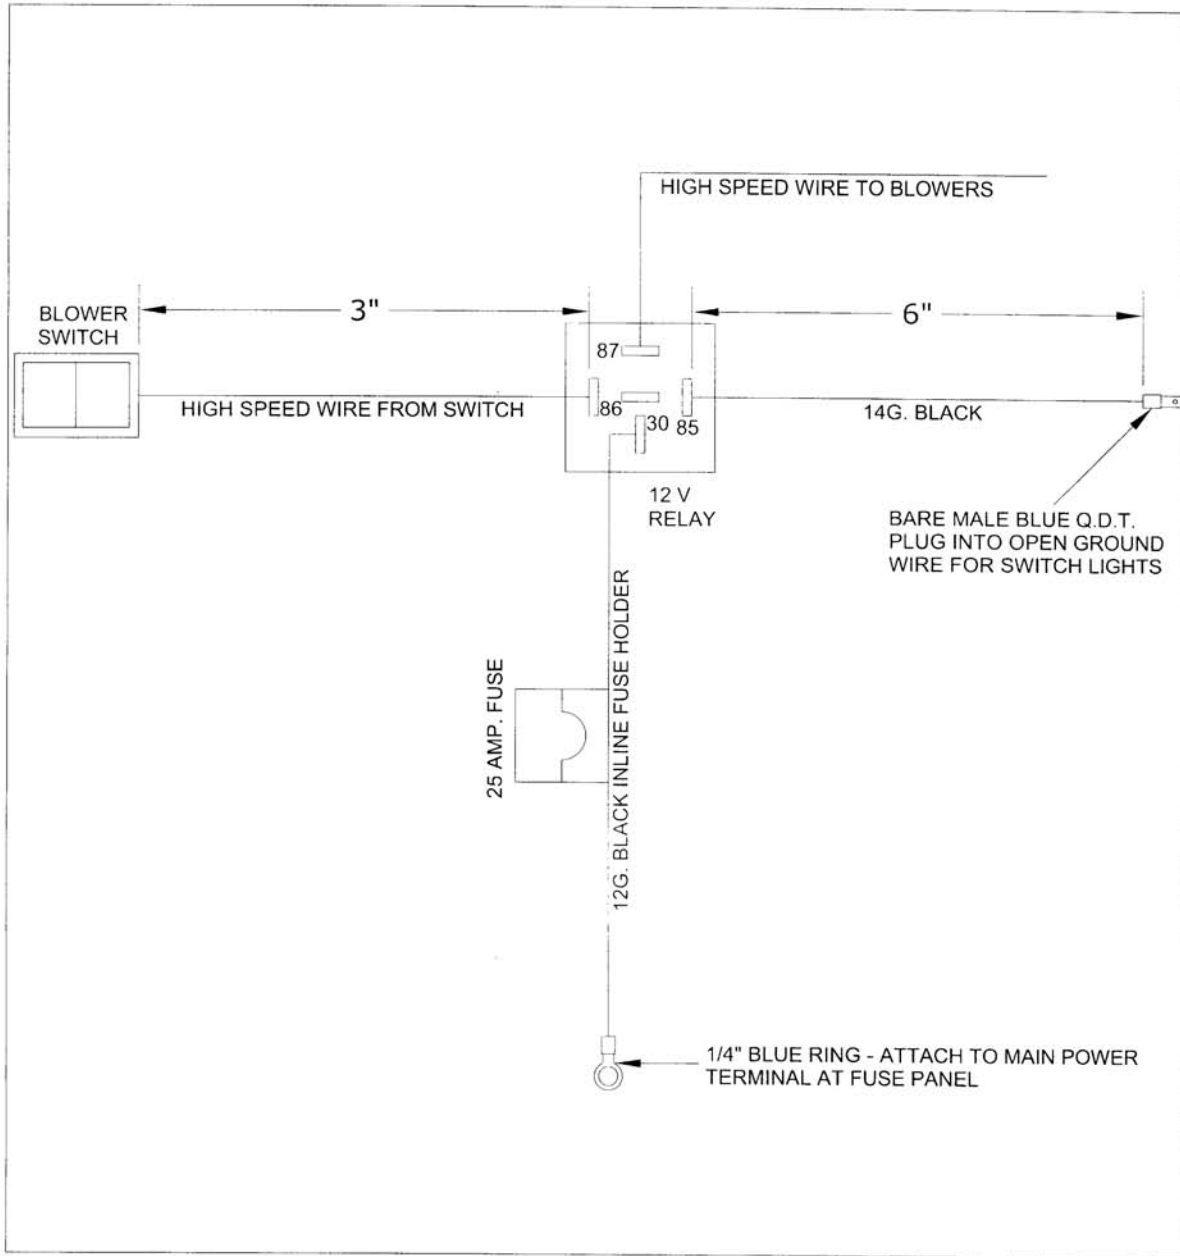 HIGH SPEED WIRE TO BLOWERS
3"
6"
BLOWER
SWITCH
87
HIGH SPEED WIRE FROM SWITCH
86
30
85
14G. BLACK
12 V
RELAY
BARE MALE BLUE Q.D.T.
PLUG INTO OPEN GROUND
WIRE FOR SWITCH LIGHTS
25 AMP. FUSE
12G. BLACK INLINE FUSE HOLDER
1/4" BLUE RING - ATTACH TO MAIN POWER
TERMINAL AT FUSE PANEL